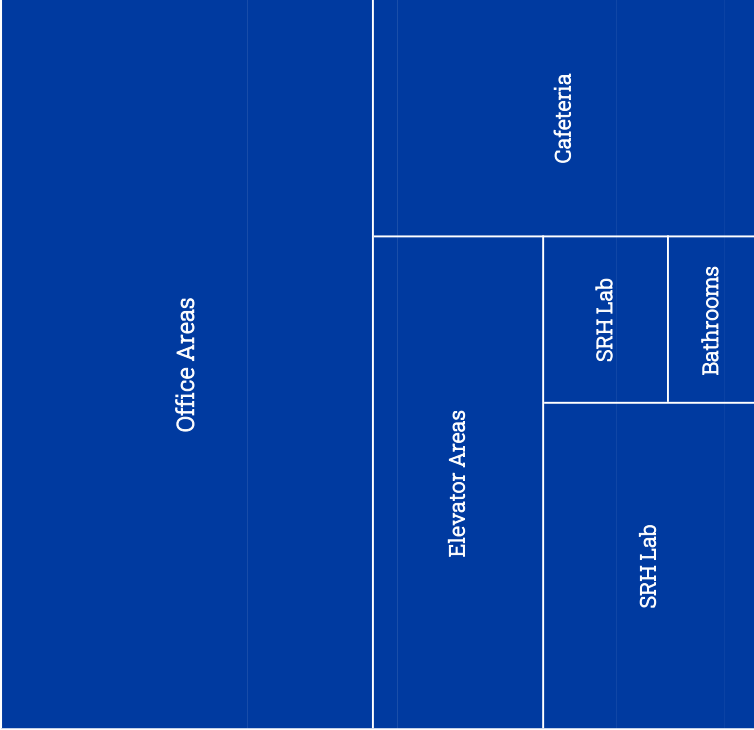 Office Areas
Cafeteria
Elevator Areas
SRH Lab
Bathrooms
SRH Lab